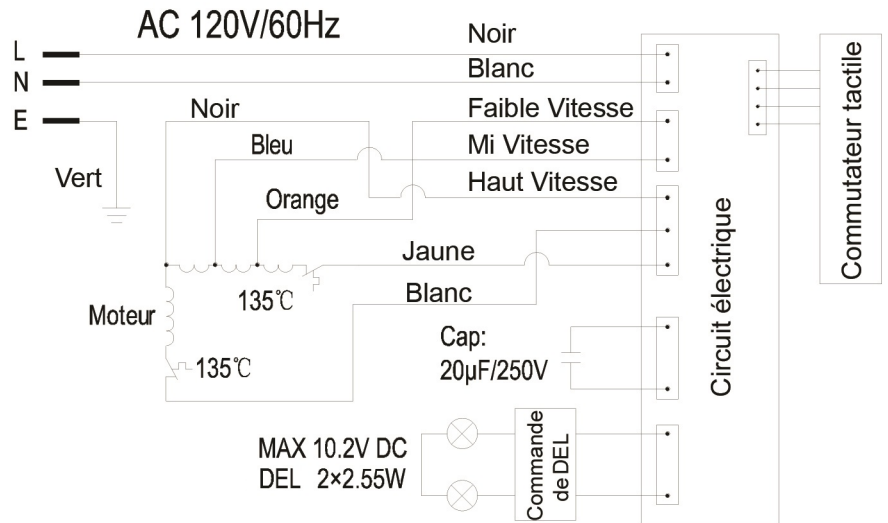 AC 120V/60Hz
L
N
E
Noir
Blanc
Noir
Faible Vitesse
Bleu
Mi Vitesse
Vert
Orange
Haut Vitesse
Jaune
135℃
Blanc
Moteur
135℃
Cap:
20µF/250V
MAX 10.2V DC
DEL 2×2.55W
Commande
de DEL
Circuit électrique
Commutateur tactile